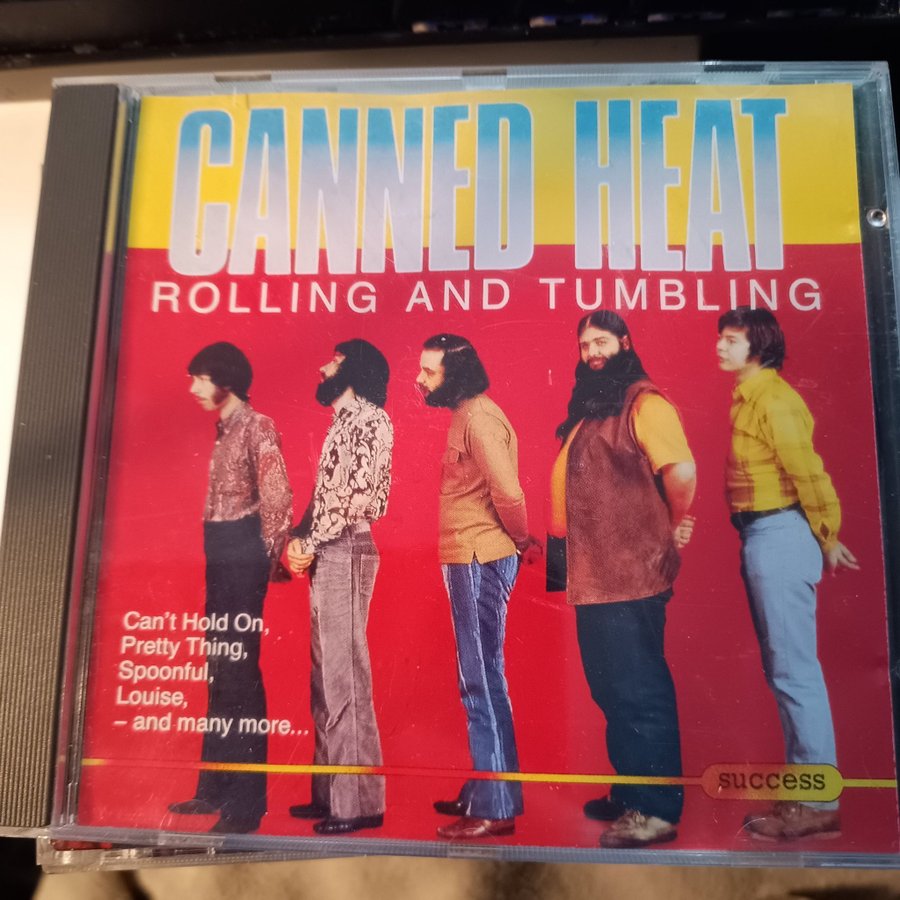 CANNED HEAT
ROLLING AND TUMBLING
Can't Hold On,
Pretty Thing,
Spoonful,
Louise,
– and many more...
success